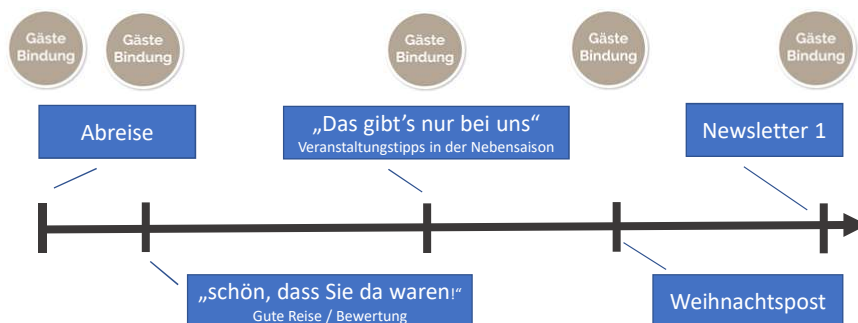 Gäste
Bindung
Gäste
Bindung
Gäste
Bindung
Gäste
Bindung
Gäste
Bindung
Abreise
„Das gibt's nur bei uns“
Veranstaltungstipps in der Nebensaison
Newsletter 1
„schön, dass Sie da waren!“
Gute Reise / Bewertung
Weihnachtspost